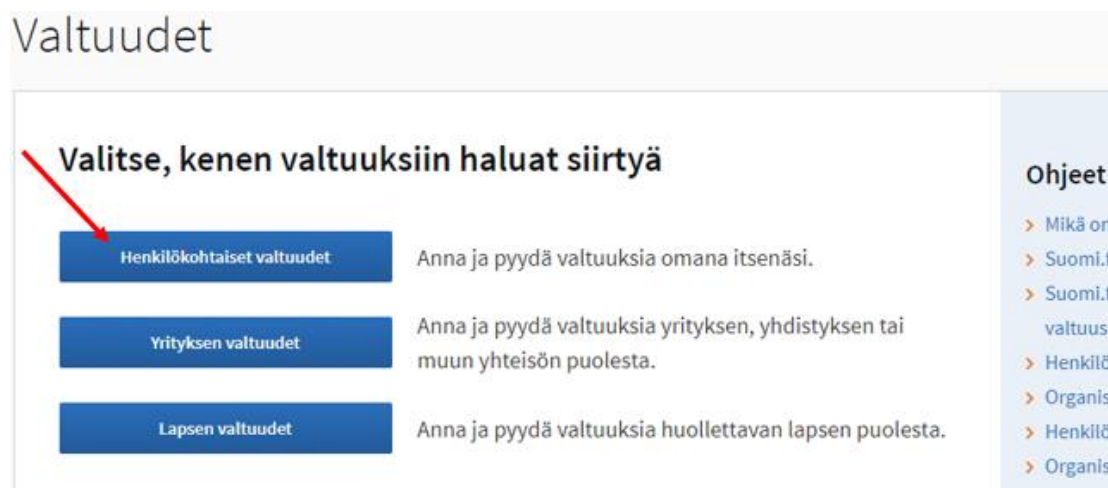 Valtuudet
Valitse, kenen valtuuksiin haluat siirtyä
Henkilökohtaiset valtuudet
Anna ja pyydä valtuuksia omana itsenäsi.
Yrityksen valtuudet
Anna ja pyydä valtuuksia yrityksen, yhdistyksen tai
muun yhteisön puolesta.
Lapsen valtuudet
Anna ja pyydä valtuuksia huollettavan lapsen puolesta.
Ohjeet
Mikä